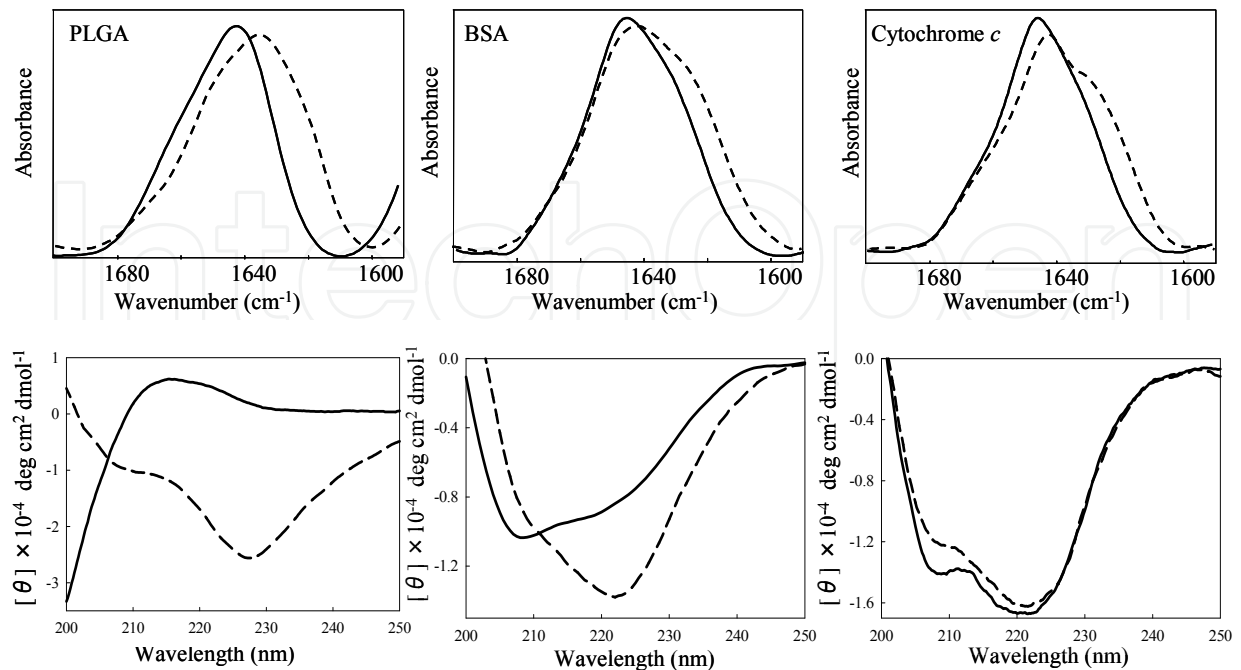 PLGA
Absorbance
1680 1640 1600
Wavenumber (cm-1)
BSA
Absorbance
1680 1640 1600
Wavenumber (cm-1)
Cytochrome c
Absorbance
1680 1640 1600
Wavenumber (cm-1)
IntechOpen
[θ] ×10-4 deg cm2 dmol-1
1
0
-1
-2
-3
200 210 220 230 240 250
Wavelength (nm)
[θ] ×10-4 deg cm2 dmol-1
0.0
-0.4
-0.8
-1.2
200 210 220 230 240 250
Wavelength (nm)
[θ] ×10-4 deg cm2 dmol-1
0.0
-0.4
-0.8
-1.2
-1.6
200 210 220 230 240 250
Wavelength (nm)